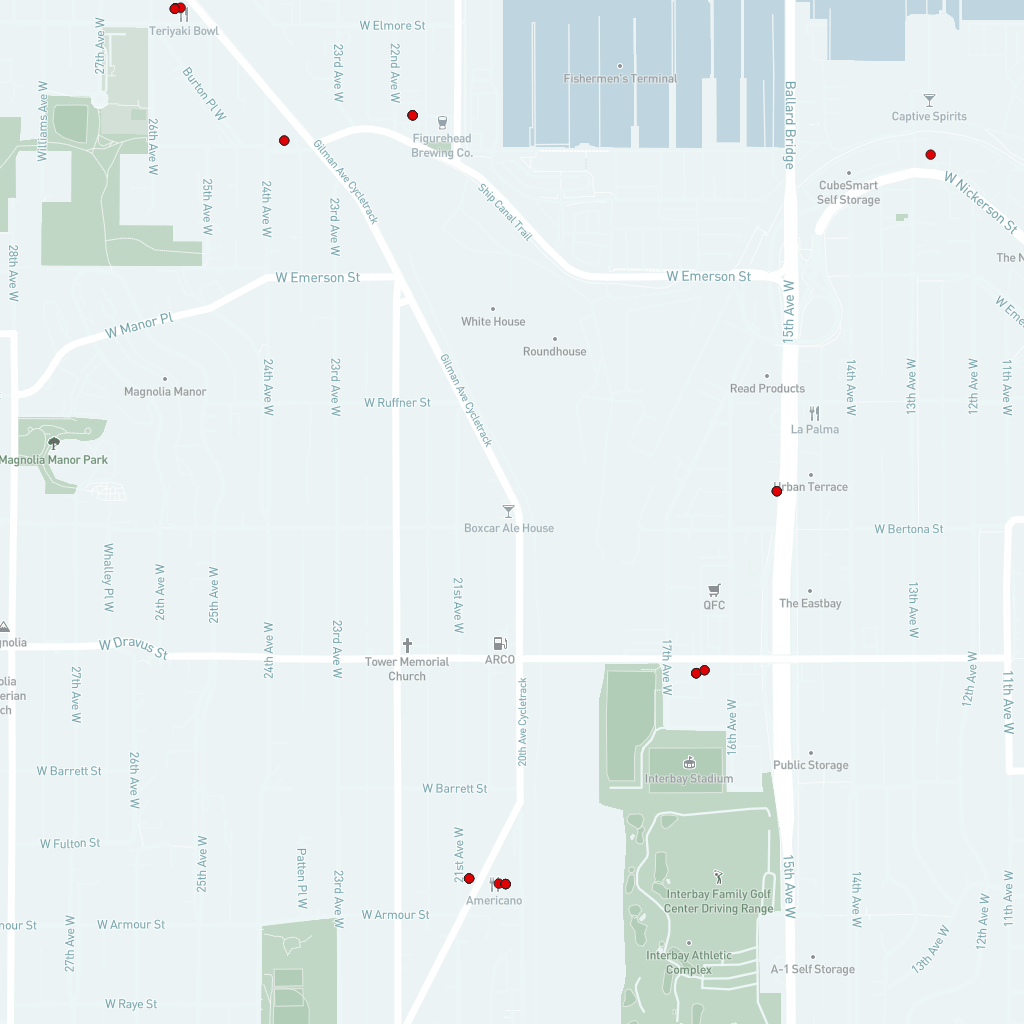 W Elmore St
Teriyaki Bowl
27th Ave W
23rd Ave W
22nd Ave W
Burton Pl W
Fishermen's Terminal
Ballard Bridge
Captive Spirits
Williams Ave W
26th Ave W
Figurehead
Brewing Co.
Gilman Ave Cycletrack
CubeSmart
Self Storage
W Nickerson St
25th Ave W
24th Ave W
23rd Ave W
Ship Canal Trail
28th Ave W
The N
W Emerson St
W Emerson St
15th Ave W
W Eme
W Manor Pl
White House
Roundhouse
Gilman Ave Cycletrack
Magnolia Manor
24th Ave W
23rd Ave W
W Ruffner St
Read Products
14th Ave W
13th Ave W
12th Ave W
11th Ave W
La Palma
Magnolia Manor Park
Urban Terrace
Boxcar Ale House
W Bertona St
Whalley Pl W
26th Ave W
25th Ave W
21st Ave W
QFC
The Eastbay
13th Ave W
gnolia
W Dravus St
24th Ave W
23rd Ave W
Tower Memorial
Church
ARCO
17th Ave W
12th Ave W
11th Ave W
olia
erian
ch
27th Ave W
20th Ave Cycletrack
16th Ave W
W Barrett St
26th Ave W
W Barrett St
Interbay Stadium
Public Storage
W Fulton St
25th Ave W
Patten Pl W
23rd Ave W
21st Ave W
Americano
Interbay Family Golf
Center Driving Range
15th Ave W
14th Ave W
11th Ave W
mour St
W Armour St
W Armour St
27th Ave W
Interbay Athletic
Complex
A-1 Self Storage
13th Ave W
12th Ave W
W Raye St